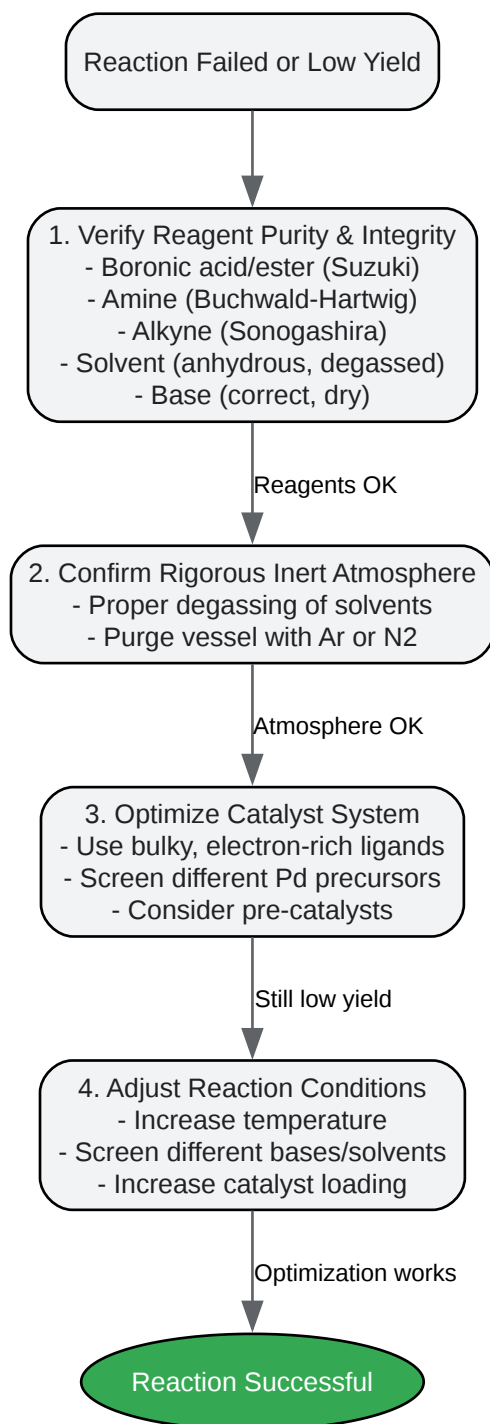 Reaction Failed or Low Yield
1. Verify Reagent Purity & Integrity
- Boronic acid/ester (Suzuki)
- Amine (Buchwald-Hartwig)
- Alkyne (Sonogashira)
- Solvent (anhydrous, degassed)
- Base (correct, dry)
Reagents OK
2. Confirm Rigorous Inert Atmosphere
- Proper degassing of solvents
- Purge vessel with Ar or N2
Atmosphere OK
3. Optimize Catalyst System
- Use bulky, electron-rich ligands
- Screen different Pd precursors
- Consider pre-catalysts
Still low yield
4. Adjust Reaction Conditions
- Increase temperature
- Screen different bases/solvents
- Increase catalyst loading
Optimization works
Reaction Successful